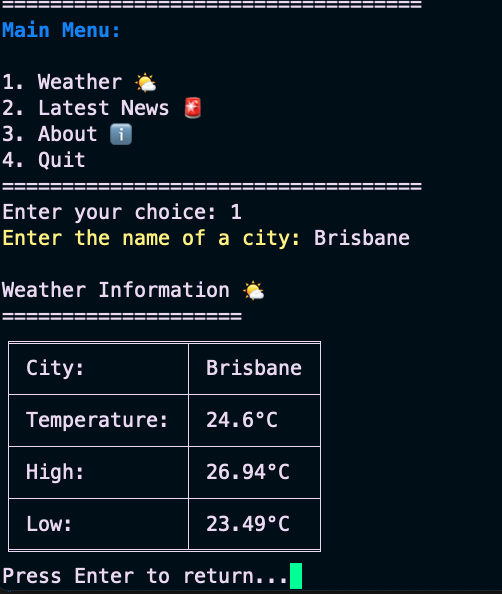 ===================================
Main Menu:
1. Weather 🌤️
2. Latest News 🚨
3. About ℹ️
4. Quit
===================================
Enter your choice: 1
Enter the name of a city: Brisbane
Weather Information 🌤️
====================
City: Brisbane
Temperature: 24.6°C
High: 26.94°C
Low: 23.49°C
Press Enter to return...